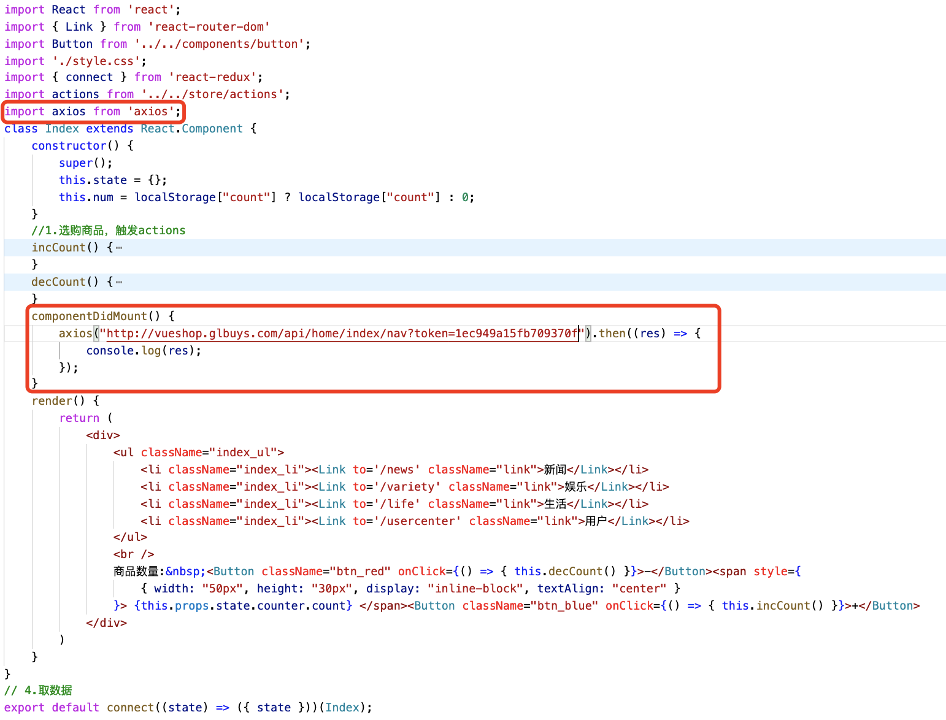 import React from 'react';
import { Link } from 'react-router-dom'
import Button from '../../components/button';
import './style.css';
import { connect } from 'react-redux';
import actions from '../../store/actions';
import axios from 'axios';
class Index extends React.Component {
    constructor() {
        super();
        this.state = {};
        this.num = localStorage["count"] ? localStorage["count"] : 0;
    }
    //1.选购商品，触发actions
    incCount() {⋯
    }
    decCount() {⋯
    }
    componentDidMount() {
        axios("http://vueshop.glbuys.com/api/home/index/nav?token=1ec949a15fb709370f").then((res) => {
            console.log(res);
        });
    }
    render() {
        return (
            <div>
                <ul className="index_ul">
                    <li className="index_li"><Link to='/news' className="link">新闻</Link></li>
                    <li className="index_li"><Link to='/variety' className="link">娱乐</Link></li>
                    <li className="index_li"><Link to='/life' className="link">生活</Link></li>
                    <li className="index_li"><Link to='/usercenter' className="link">用户</Link></li>
                </ul>
                <br />
                商品数量:&nbsp;<Button className="btn_red" onClick={() => { this.decCount() }}>-</Button><span style={
                    { width: "50px", height: "30px", display: "inline-block", textAlign: "center" }
                }> {this.props.state.counter.count} </span><Button className="btn_blue" onClick={() => { this.incCount() }}>+</Button>
            </div>
        )
    }
}
// 4.取数据
export default connect((state) => ({ state }))(Index);